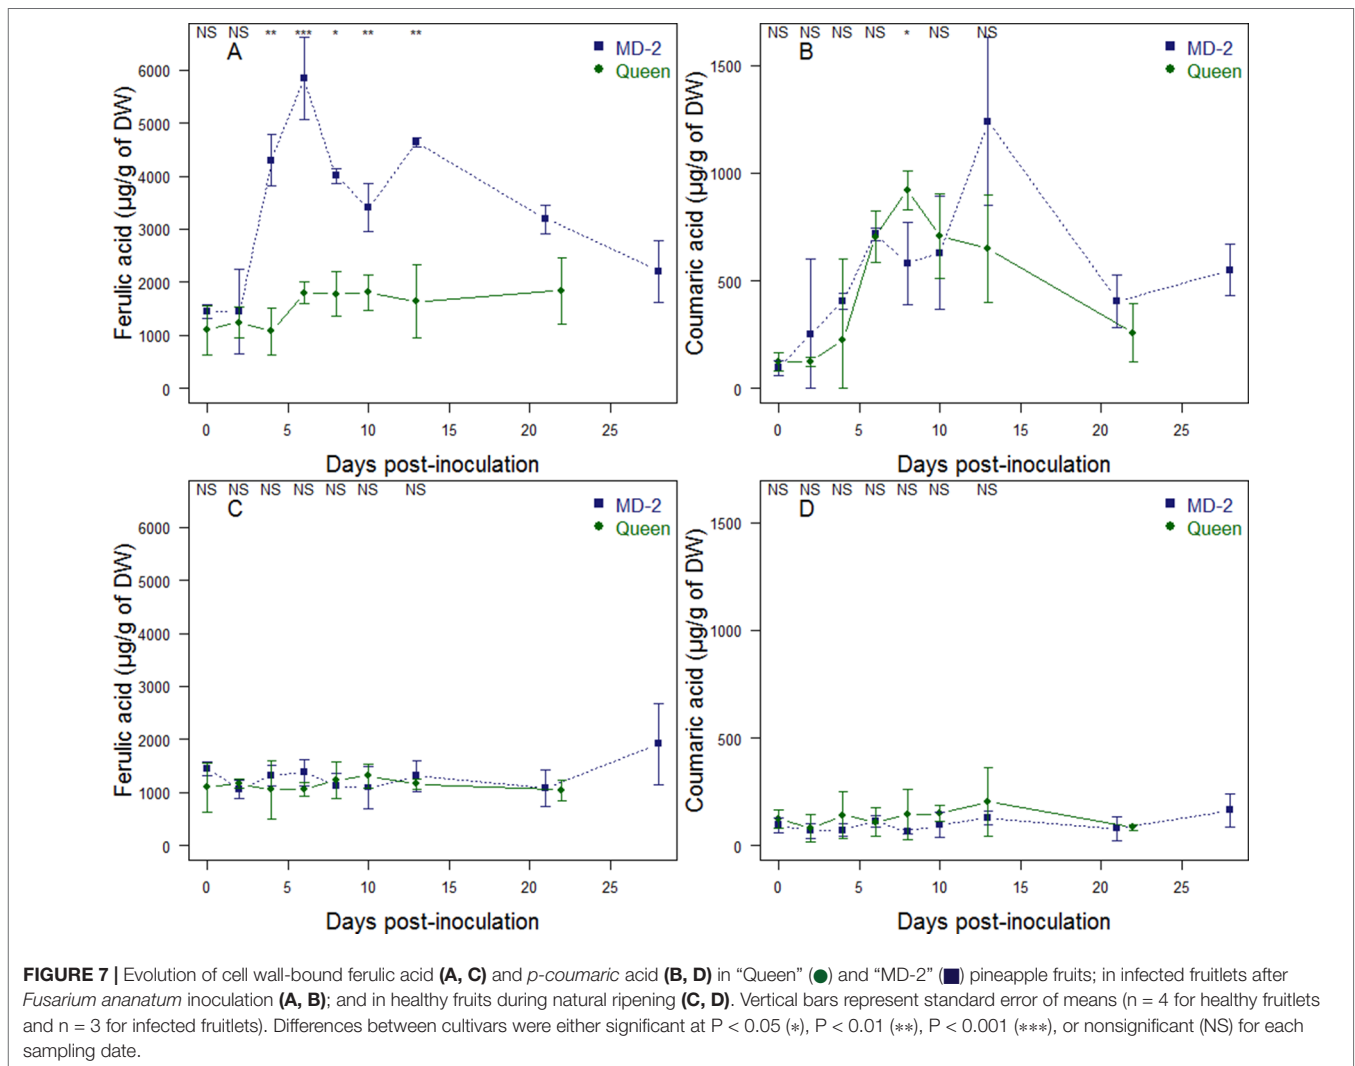 NS NS ** *** * ** **
A
MD-2
Queen
6000
5000
4000
3000
2000
1000
0
Ferulic acid (µg/g of DW)
0 5 10 15 20 25
Days post-inoculation
NS NS NS NS * NS NS
B
MD-2
Queen
1500
1000
500
0
Coumaric acid (µg/g of DW)
0 5 10 15 20 25
Days post-inoculation
NS NS NS NS NS NS NS
C
MD-2
Queen
6000
5000
4000
3000
2000
1000
0
Ferulic acid (µg/g of DW)
0 5 10 15 20 25
Days post-inoculation
NS NS NS NS NS NS NS
D
MD-2
Queen
1500
1000
500
0
Coumaric acid (µg/g of DW)
0 5 10 15 20 25
Days post-inoculation
FIGURE 7 | Evolution of cell wall-bound ferulic acid (A, C) and p-coumaric acid (B, D) in “Queen” (●) and “MD-2” (■) pineapple fruits; in infected fruitlets after
Fusarium ananatum inoculation (A, B); and in healthy fruits during natural ripening (C, D). Vertical bars represent standard error of means (n = 4 for healthy fruitlets
and n = 3 for infected fruitlets). Differences between cultivars were either significant at P < 0.05 (∗), P < 0.01 (∗∗), P < 0.001 (∗∗∗), or nonsignificant (NS) for each
sampling date.